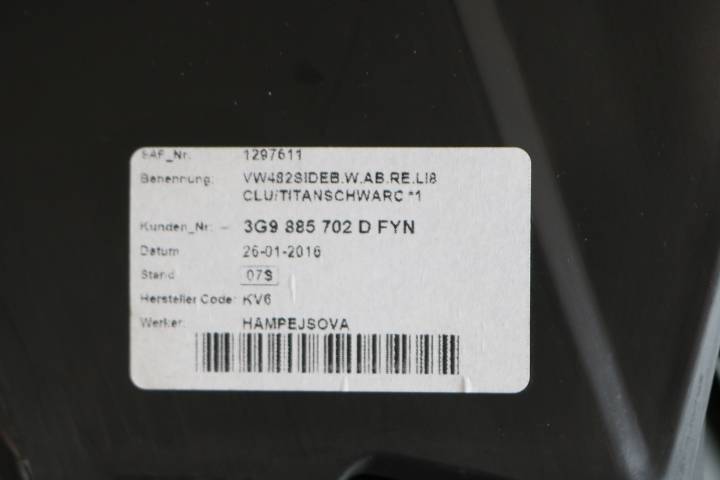 SAP_Nr. 1297611
Benennung: VW482SIDEB.W.AB.RE.LI8
CLU/TITANSCHWARC *1
Kunden_Nr: - 3G9 885 702 D FYN
Datum 26-01-2016
Stand 07S
Hersteller Code: KV6
Werker: HAMPEJSOVA